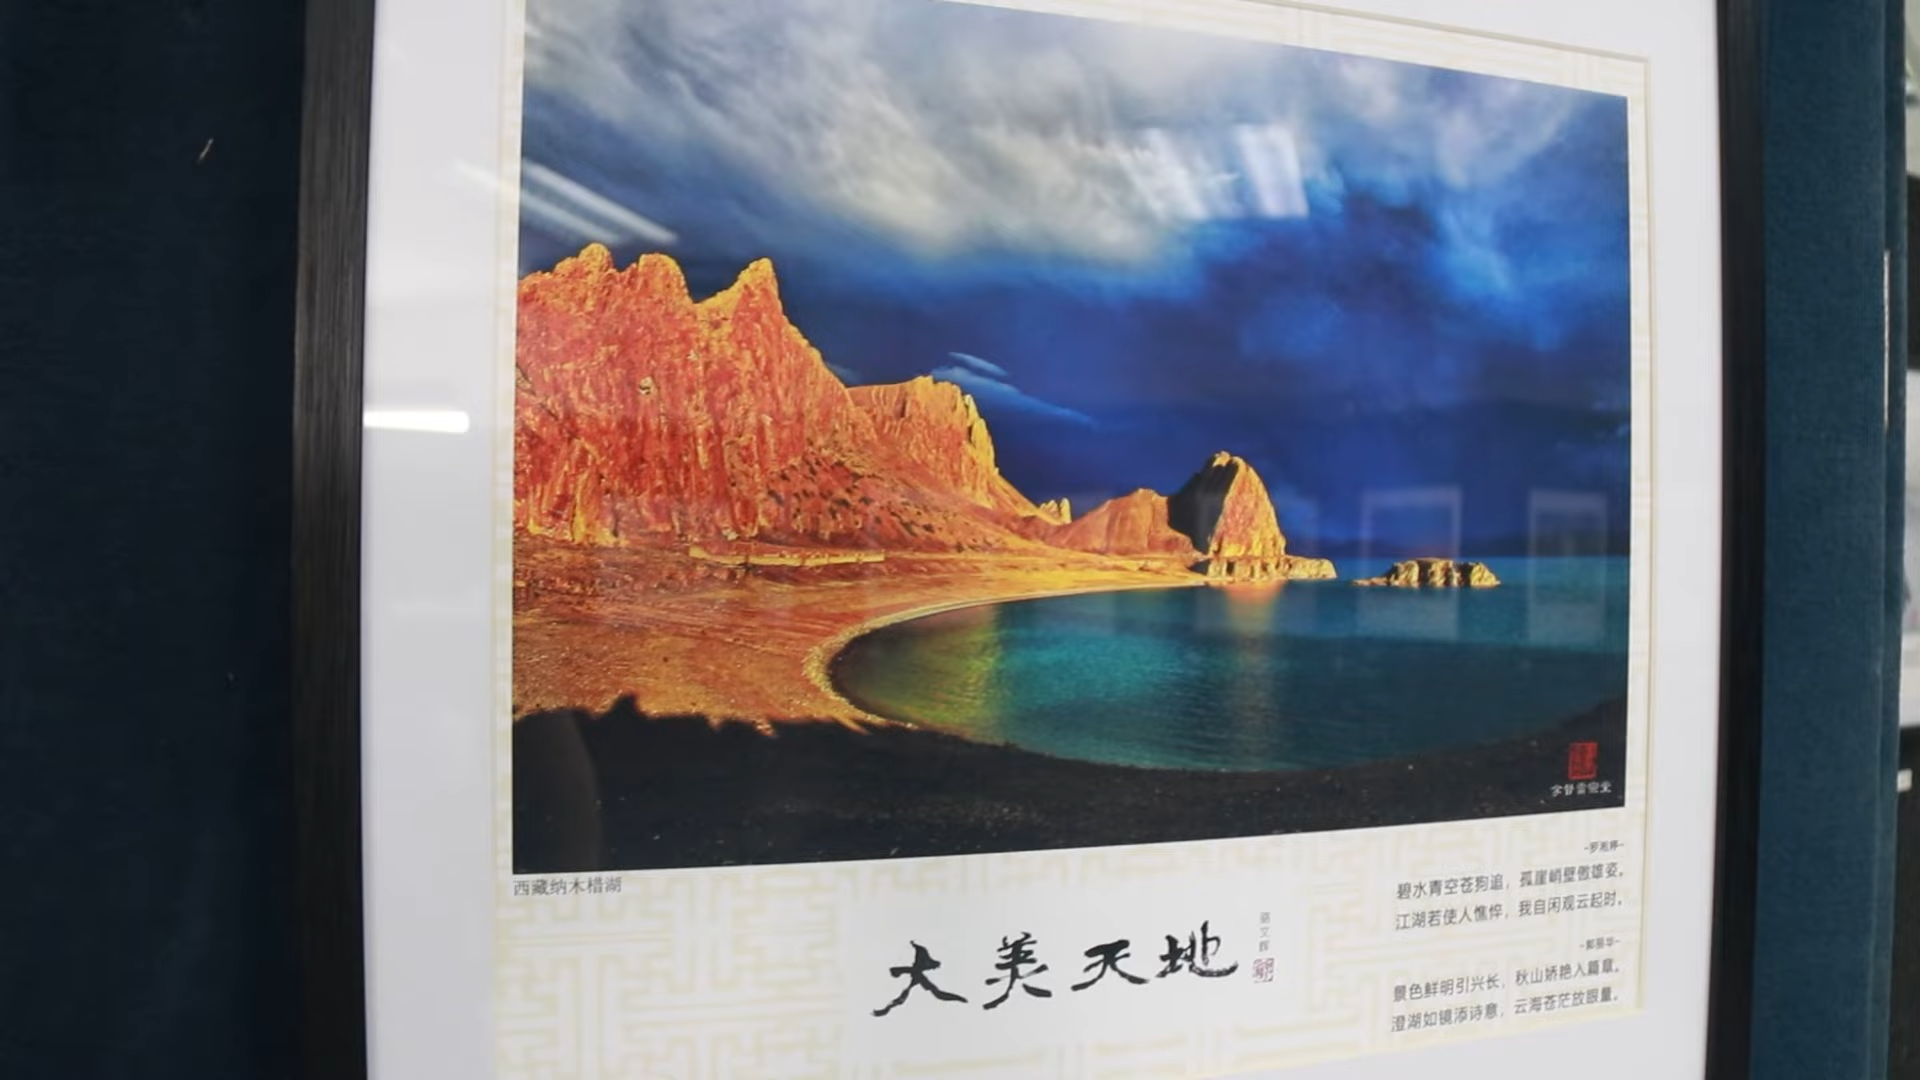 西藏纳木错湖
大美天地
碧水青空苍狗追，孤崖峭壁傲雄姿。
江湖若使人憔悴，我自闲观云起时。
景色鲜明引兴长，秋山娇艳入篇章。
澄湖如镜添诗意，云海苍茫放眼量。